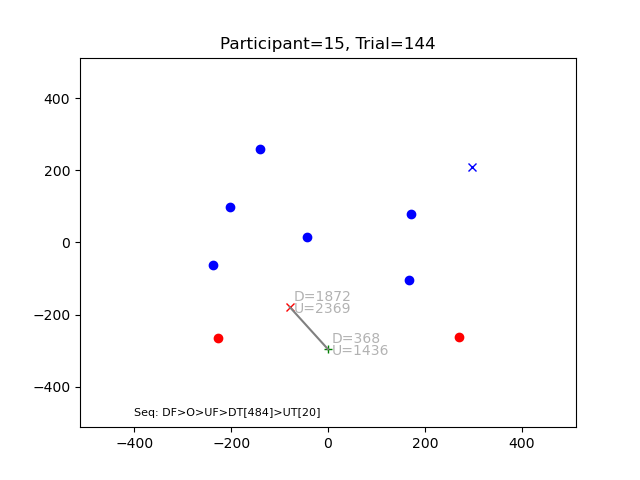 Participant=15, Trial=144
400
200
0
−200
−400
D=1872
U=2369
D=368
U=1436
Seq: DF>O>UF>DT[484]>UT[20]
−400 −200 0 200 400